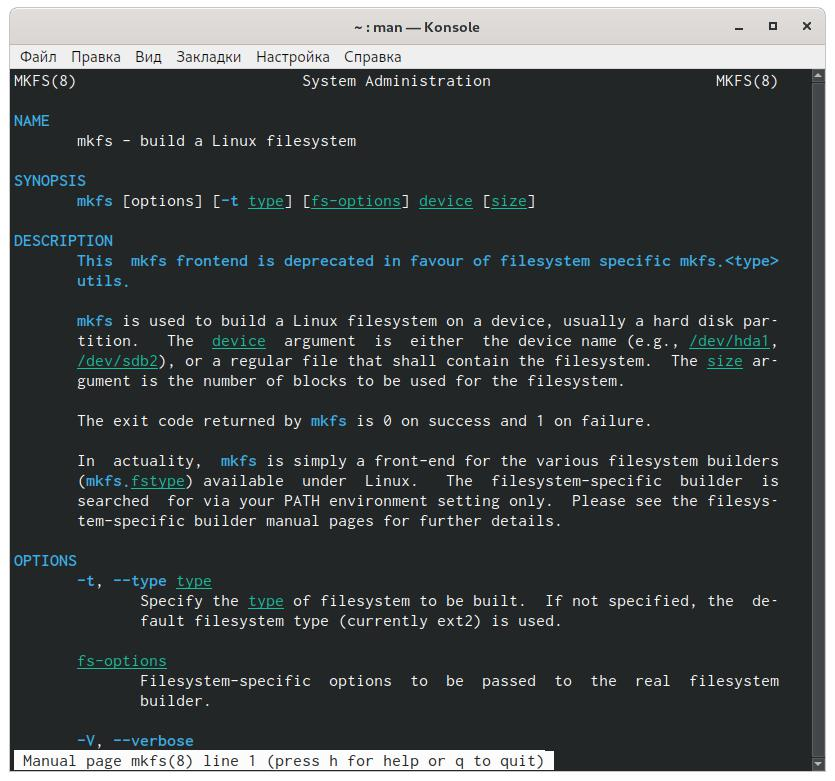 ~ : man — Konsole
Файл Правка Вид Закладки Настройка Справка
MKFS(8) System Administration MKFS(8)
NAME
mkfs - build a Linux filesystem
SYNOPSIS
mkfs [options] [-t type] [fs-options] device [size]
DESCRIPTION
This mkfs frontend is deprecated in favour of filesystem specific mkfs.<type>
utils.
mkfs is used to build a Linux filesystem on a device, usually a hard disk par-
tition. The device argument is either the device name (e.g., /dev/hda1,
/dev/sdb2), or a regular file that shall contain the filesystem. The size ar-
gument is the number of blocks to be used for the filesystem.
The exit code returned by mkfs is 0 on success and 1 on failure.
In actuality, mkfs is simply a front-end for the various filesystem builders
(mkfs.fstype) available under Linux. The filesystem-specific builder is
searched for via your PATH environment setting only. Please see the filesys-
tem-specific builder manual pages for further details.
OPTIONS
-t, --type type
Specify the type of filesystem to be built. If not specified, the de-
fault filesystem type (currently ext2) is used.
fs-options
Filesystem-specific options to be passed to the real filesystem
builder.
-V, --verbose
Manual page mkfs(8) line 1 (press h for help or q to quit)